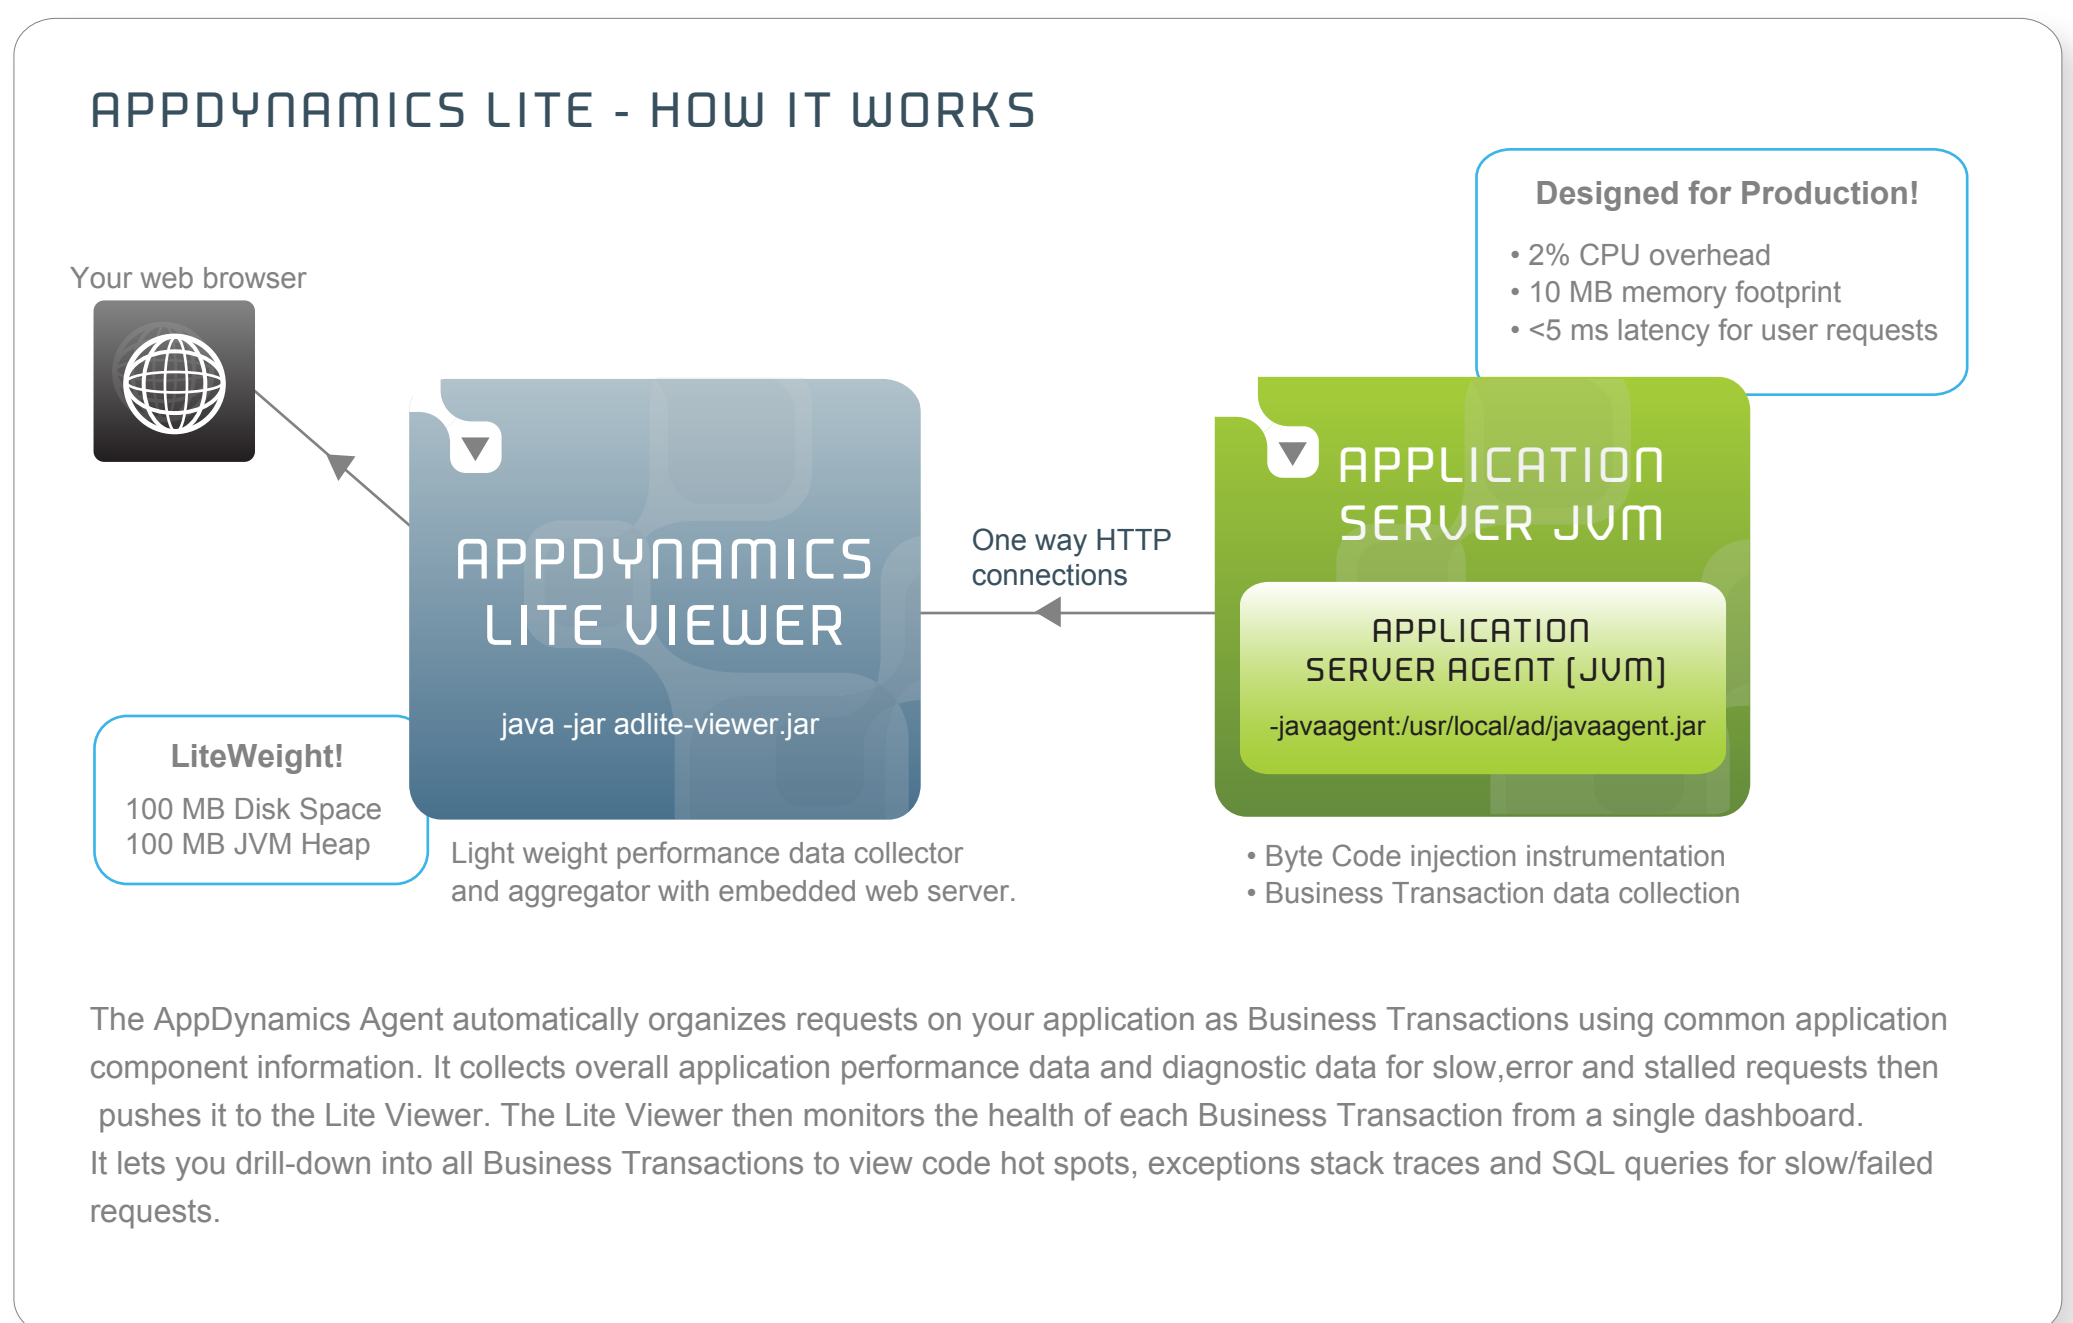 APPDYNAMICS LITE - HOW IT WORKS
Designed for Production!
• 2% CPU overhead
• 10 MB memory footprint
• <5 ms latency for user requests
Your web browser
APPDYNAMICS
LITE VIEWER
java -jar adlite-viewer.jar
One way HTTP
connections
APPLICATION
SERVER JVM
APPLICATION
SERVER AGENT [JVM]
-javaagent:/usr/local/ad/javaagent.jar
LiteWeight!
100 MB Disk Space
100 MB JVM Heap
Light weight performance data collector
and aggregator with embedded web server.
• Byte Code injection instrumentation
• Business Transaction data collection
The AppDynamics Agent automatically organizes requests on your application as Business Transactions using common application
component information. It collects overall application performance data and diagnostic data for slow,error and stalled requests then
pushes it to the Lite Viewer. The Lite Viewer then monitors the health of each Business Transaction from a single dashboard.
It lets you drill-down into all Business Transactions to view code hot spots, exceptions stack traces and SQL queries for slow/failed
requests.